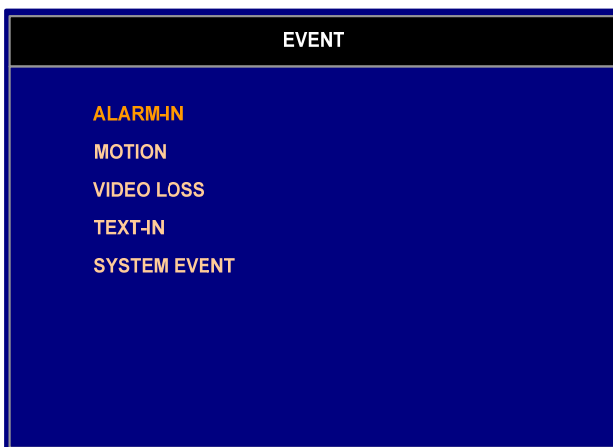 EVENT
ALARM-IN
MOTION
VIDEO LOSS
TEXT-IN
SYSTEM EVENT